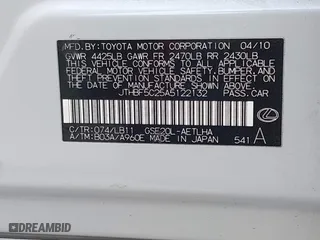 MFD.BY: TOYOTA MOTOR CORPORATION 04/10
GVWR 4425LB GAWR FR 2470LB RR 2430LB
THIS VEHICLE CONFORMS TO ALL APPLICABLE
FEDERAL MOTOR VEHICLE SAFETY, BUMPER, AND
THEFT PREVENTION STANDARDS IN EFFECT ON
THE DATE OF MANUFACTURE SHOWN ABOVE.
JTHBF5C25A5122132 PASS. CAR
C/TR: 074/LB11 GSE20L-AETLHA
A/TM: B03A/A960E MADE IN JAPAN 541 A
DREAMBID